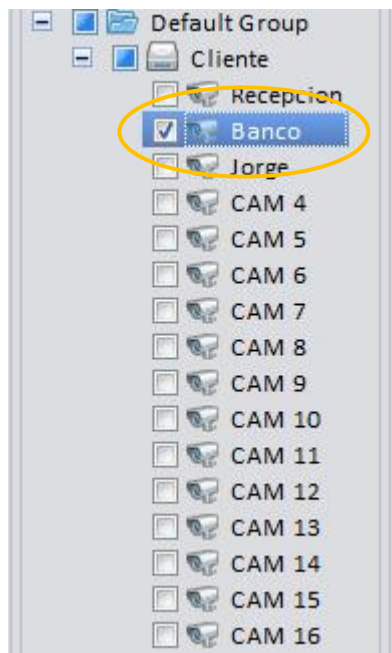 Default Group
Cliente
Recepcion
Banco
Jorge
CAM 4
CAM 5
CAM 6
CAM 7
CAM 8
CAM 9
CAM 10
CAM 11
CAM 12
CAM 13
CAM 14
CAM 15
CAM 16